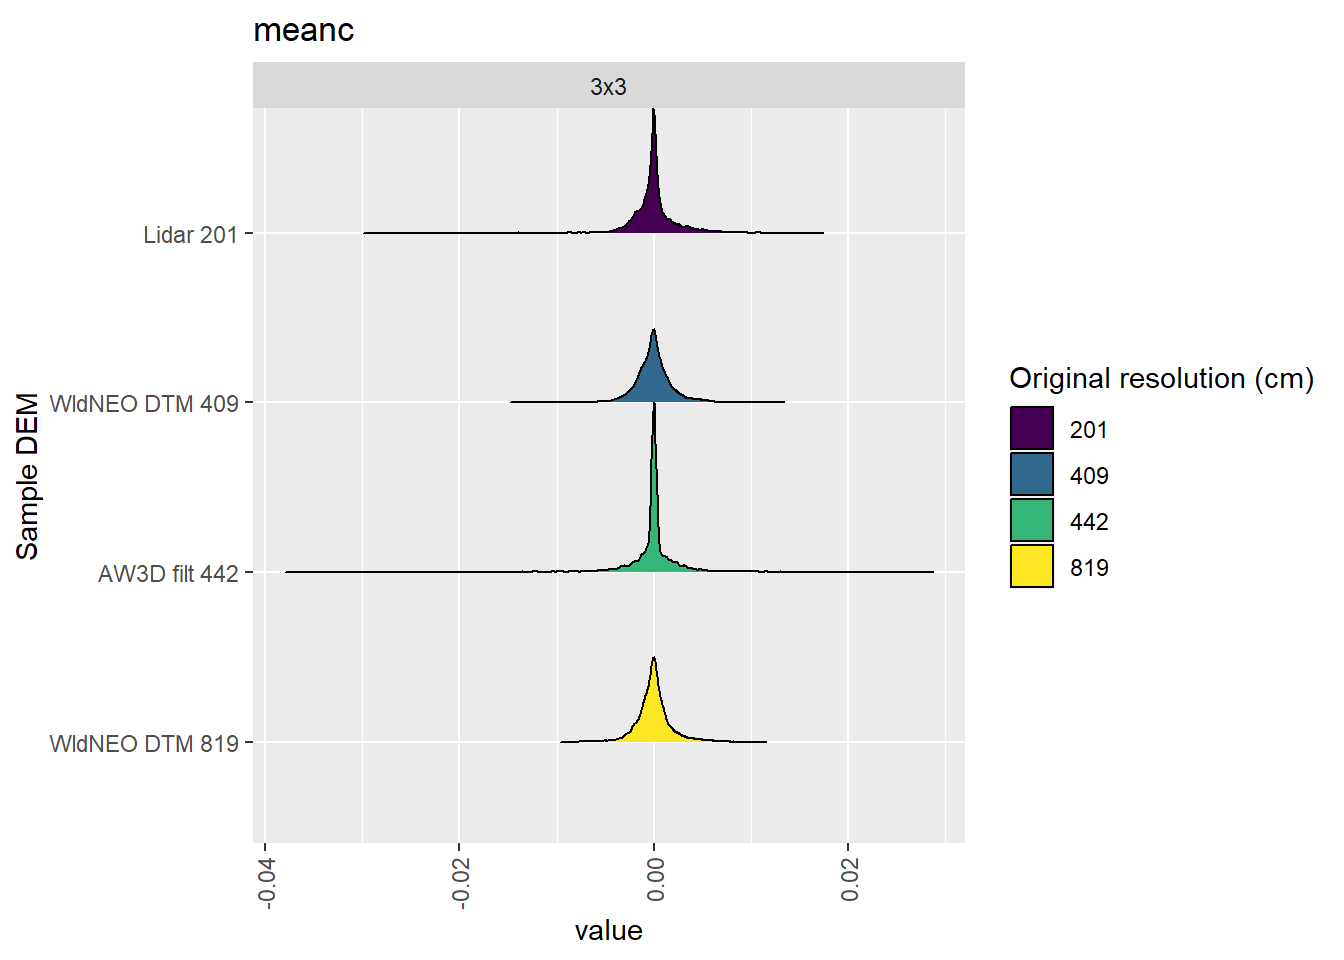 meanc
3x3
Sample DEM
Lidar 201
WldNEO DTM 409
AW3D filt 442
WldNEO DTM 819
-0.04
-0.02
0.00
0.02
value
Original resolution (cm)
201
409
442
819